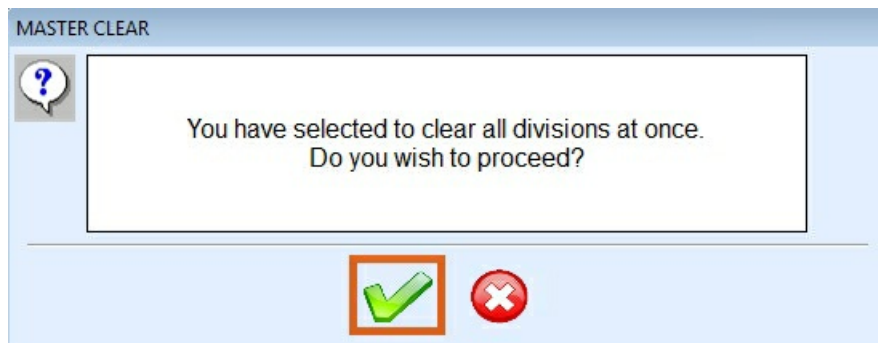 MASTER CLEAR
You have selected to clear all divisions at once.
Do you wish to proceed?